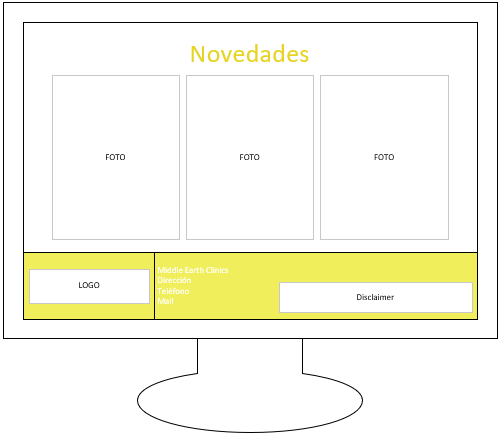 Novedades
FOTO
FOTO
FOTO
LOGO
Middle Earth Clinics
Dirección
Teléfono
Mail
Disclaimer